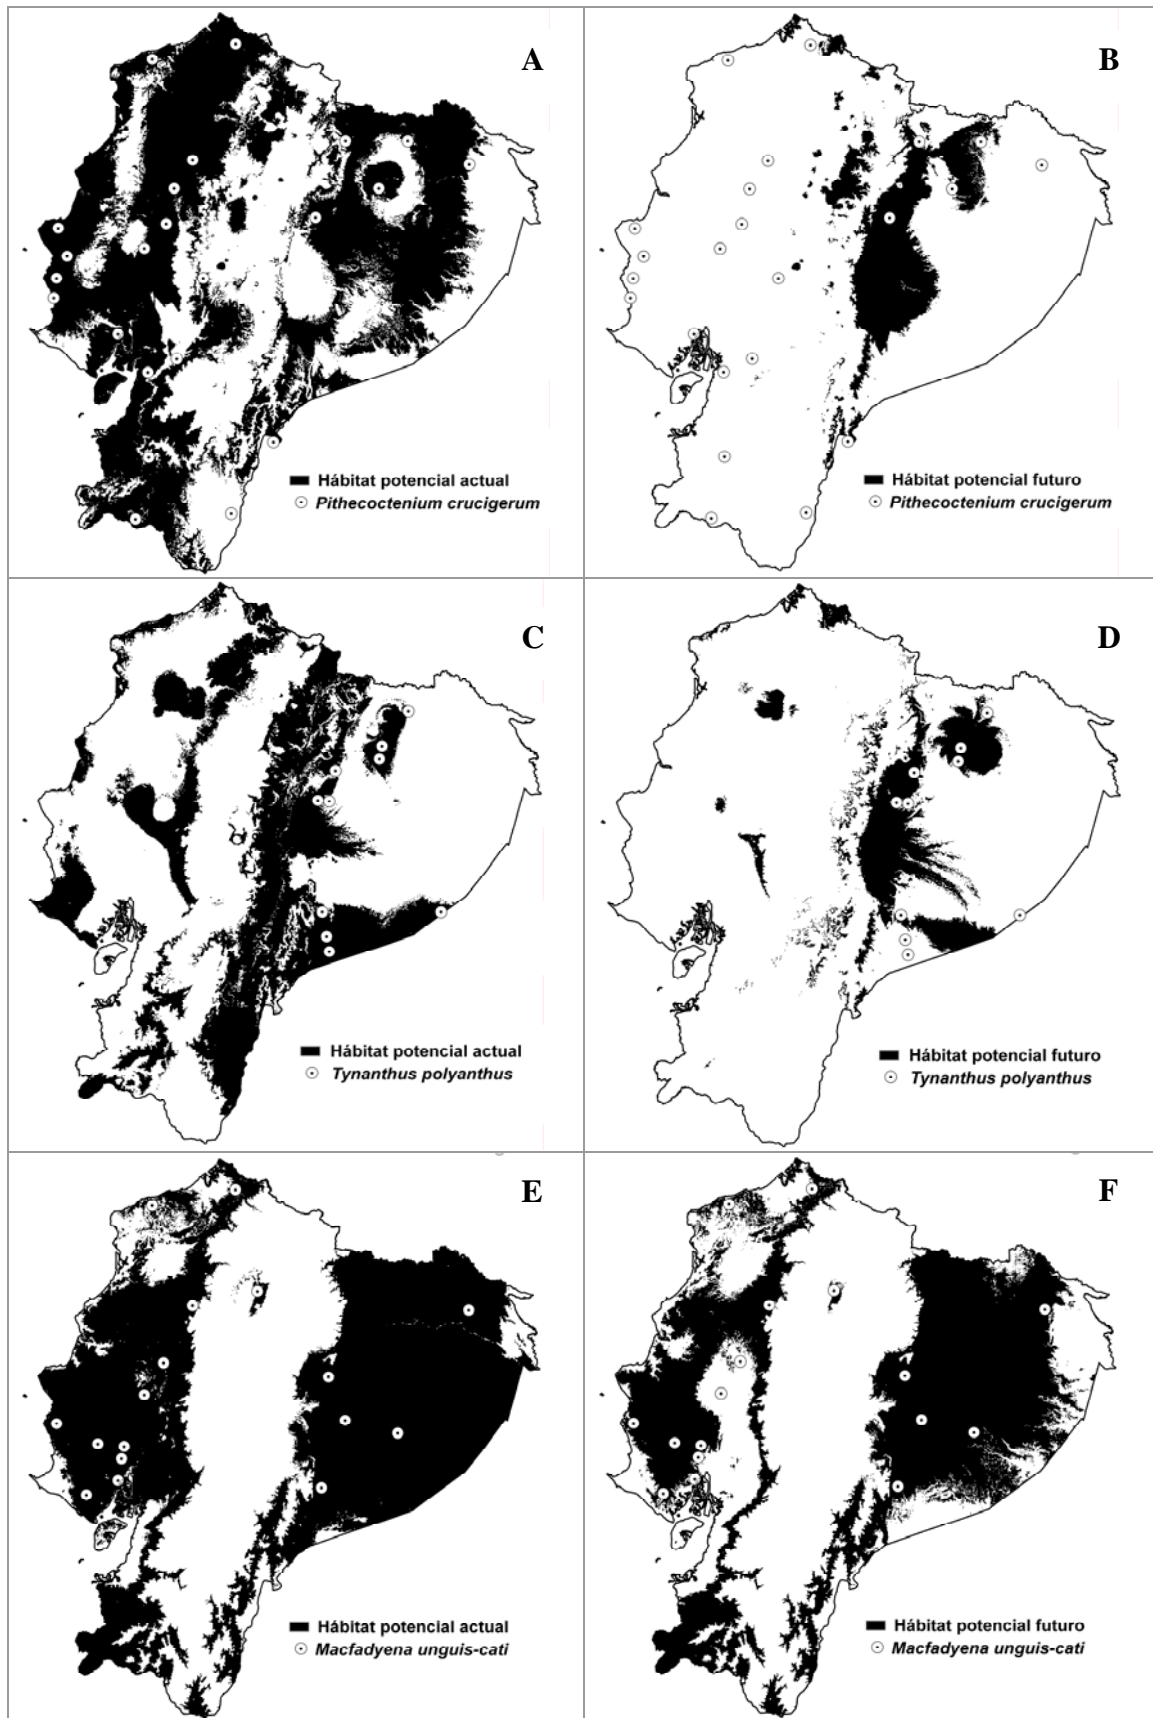 A
Hábitat potencial actual
Pithecoctenium crucigerum
B
Hábitat potencial futuro
Pithecoctenium crucigerum
C
Hábitat potencial actual
Tynanthus polyanthus
D
Hábitat potencial futuro
Tynanthus polyanthus
E
Hábitat potencial actual
Macfadyena unguis-cati
F
Hábitat potencial futuro
Macfadyena unguis-cati